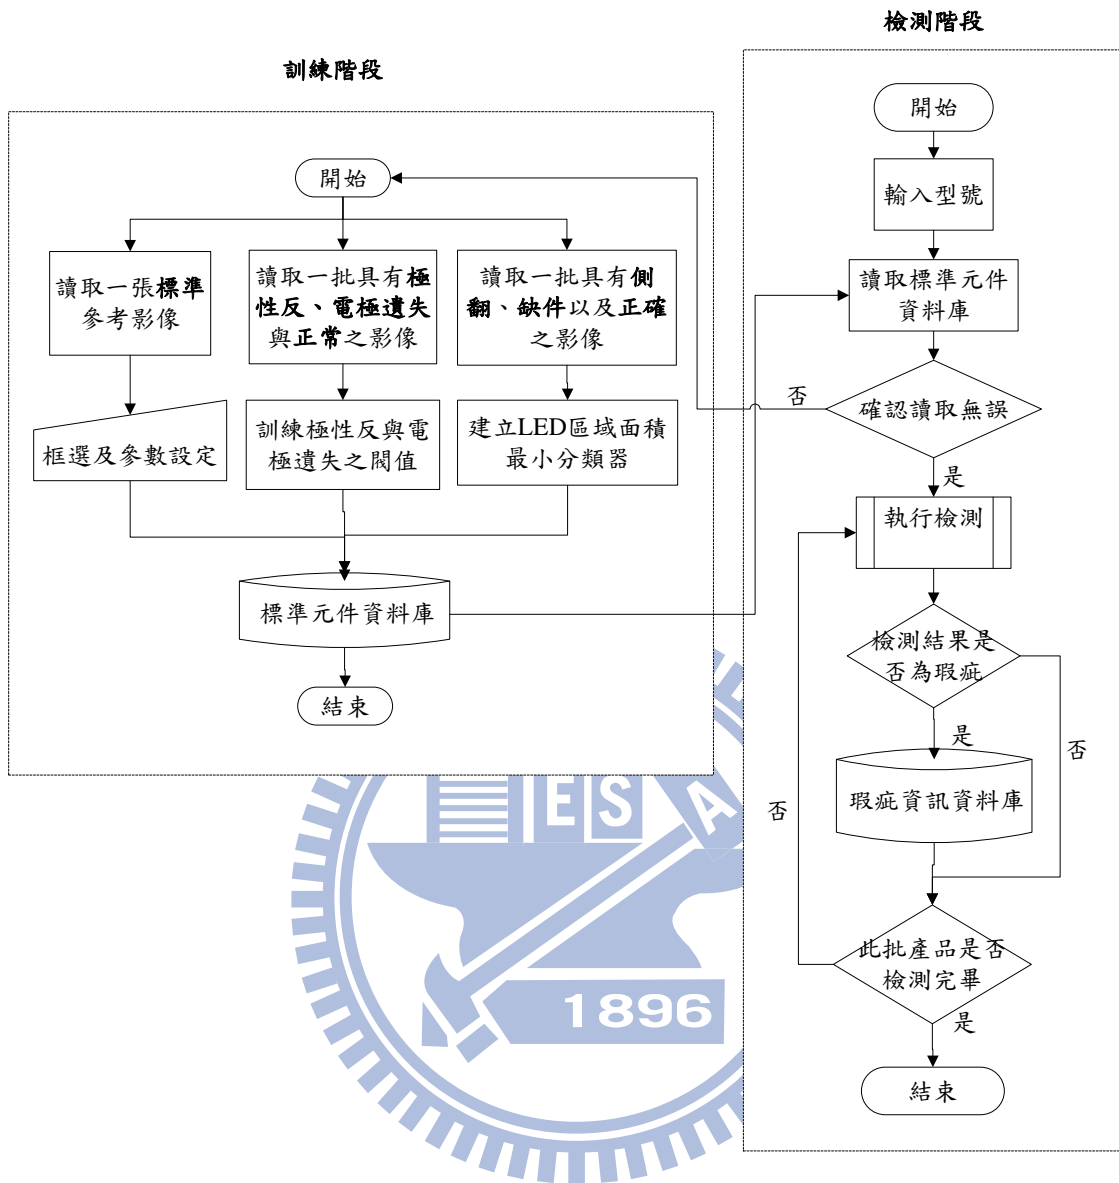 訓練階段
開始
讀取一張標準
參考影像
框選及參數設定
讀取一批具有極
性反、電極遺失
與正常之影像
訓練極性反與電
極遺失之閥值
讀取一批具有側
翻、缺件以及正確
之影像
建立LED區域面積
最小分類器
標準元件資料庫
結束
檢測階段
開始
輸入型號
讀取標準元件
資料庫
確認讀取無誤
否
是
執行檢測
檢測結果是
否為瑕疵
是
否
瑕疵資訊資料庫
否
此批產品是否
檢測完畢
是
結束
ES
A
1896